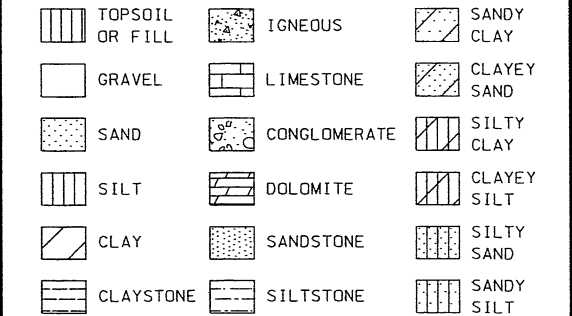 TOPSOIL
OR FILL
GRAVEL
SAND
SILT
CLAY
CLAYSTONE
IGNEOUS
LIMESTONE
CONGLOMERATE
DOLOMITE
SANDSTONE
SILTSTONE
SANDY
CLAY
CLAYEY
SAND
SILTY
CLAY
CLAYEY
SILT
SILTY
SAND
SANDY
SILT